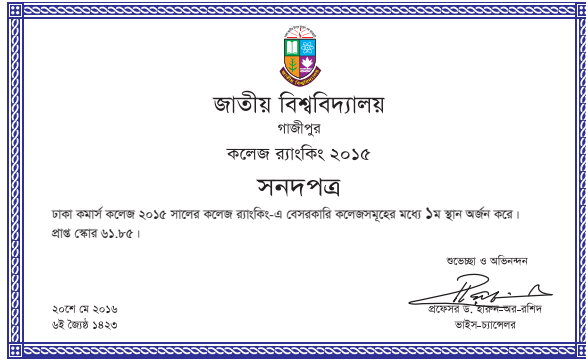 জাতীয় বিশ্ববিদ্যালয়
গাজীপুর
কলেজ র‍্যাংকিং ২০১৫
সনদপত্র
ঢাকা কমার্স কলেজ ২০১৫ সালের কলেজ র‍্যাংকিং-এ বেসরকারি কলেজসমূহের মধ্যে ১ম স্থান অর্জন করে।
প্রাপ্ত স্কোর ৬১.৮৫।
শুভেচ্ছা ও অভিনন্দন
প্রফেসর ড. হারুন-অর-রশিদ
ভাইস-চ্যান্সেলর
২০শে মে ২০১৬
৬ই জ্যৈষ্ঠ ১৪২৩